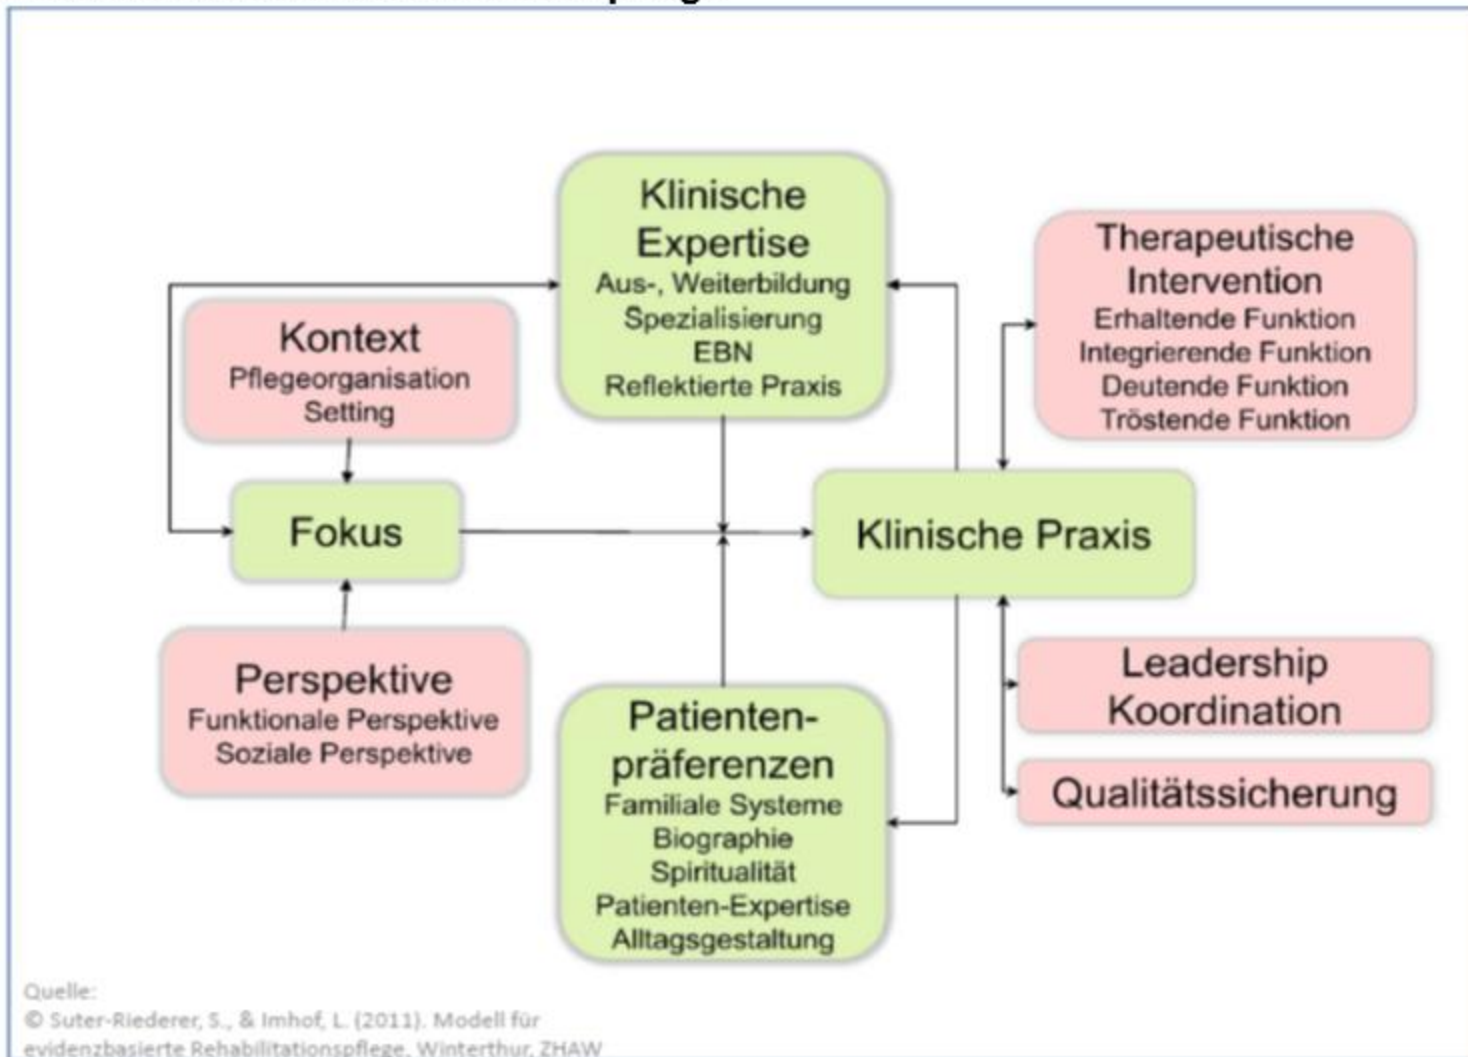 Klinische
Expertise
Aus-, Weiterbildung
Spezialisierung
EBN
Reflektierte Praxis
Therapeutische
Intervention
Erhaltende Funktion
Integrierende Funktion
Deutende Funktion
Tröstende Funktion
Kontext
Pflegeorganisation
Setting
Fokus
Klinische Praxis
Perspektive
Funktionale Perspektive
Soziale Perspektive
Patienten-
präferenzen
Familiale Systeme
Biographie
Spiritualität
Patienten-Expertise
Alltagsgestaltung
Leadership
Koordination
Qualitätssicherung
Quelle:
© Suter-Riederer, S., & Imhof, L. (2011). Modell für
evidenzbasierte Rehabilitationspflege, Winterthur, ZHAW